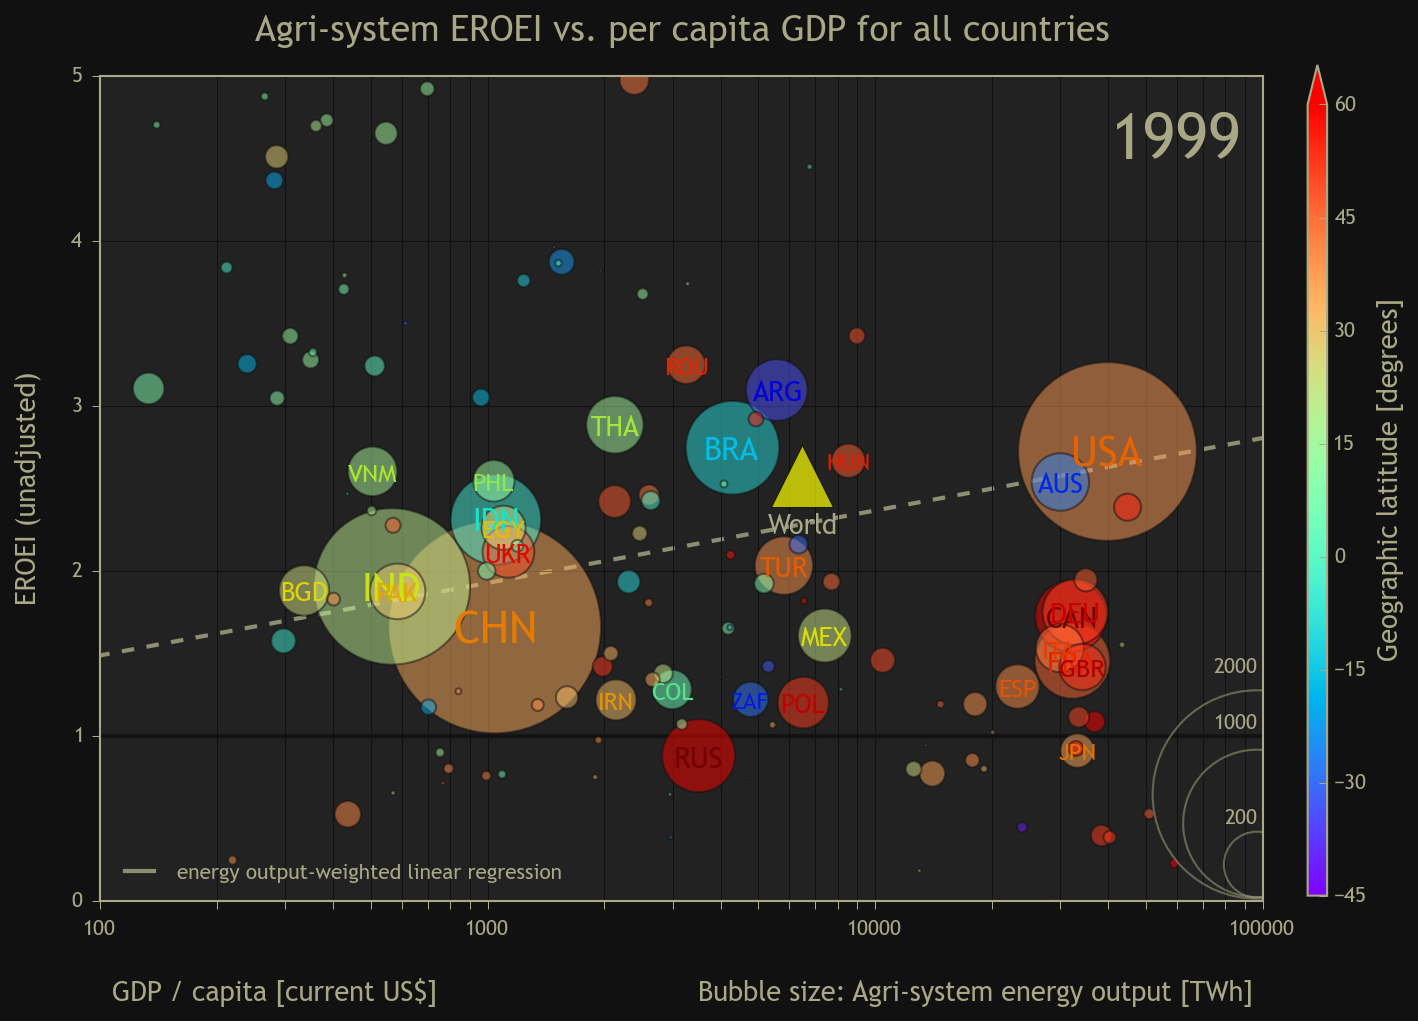 Agri-system EROEI vs. per capita GDP for all countries
1999
EROEI (unadjusted)
5
4
3
2
1
0
100
1000
10000
100000
GDP / capita [current US$]
Bubble size: Agri-system energy output [TWh]
energy output-weighted linear regression
Geographic latitude [degrees]
60
45
30
15
0
−15
−30
−45
2000
1000
200
ROU
ARG
THA
BRA
HUN
USA
VNM
PHL
AUS
IDN
EGY
World
UKR
TUR
BGD
IND
PAK
CHN
MEX
DEU
CAN
FRA
GBR
IRN
COL
ZAF
POL
ESP
RUS
JPN